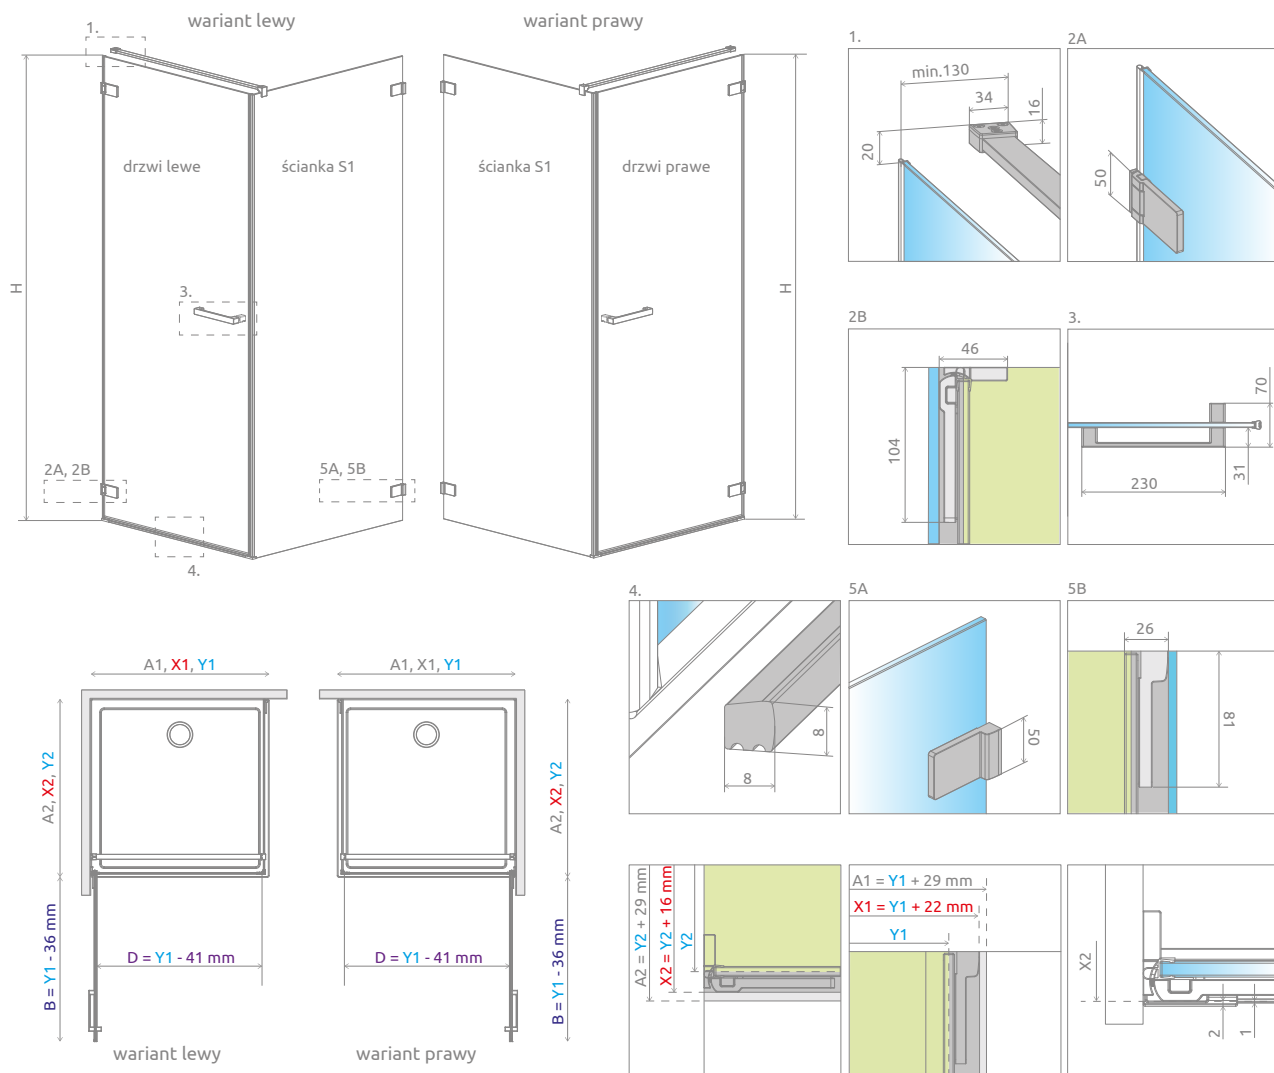 wariant lewy
wariant prawy
1.
H
drzwi lewe
ścianka S1
3.
2A, 2B
5A, 5B
4.
ścianka S1
drzwi prawe
H
1.
min.130
34
16
20
2A
50
2B
46
104
3.
70
31
230
4.
8
8
5A
50
5B
26
81
A1, X1, Y1
A2, X2, Y2
B = Y1 - 36 mm
D = Y1 - 41 mm
wariant lewy
A1, X1, Y1
A2, X2, Y2
B = Y1 - 36 mm
D = Y1 - 41 mm
wariant prawy
A2 = Y2 + 29 mm
X2 = Y2 + 16 mm
Y2
A1 = Y1 + 29 mm
X1 = Y1 + 22 mm
Y1
X2
2
1